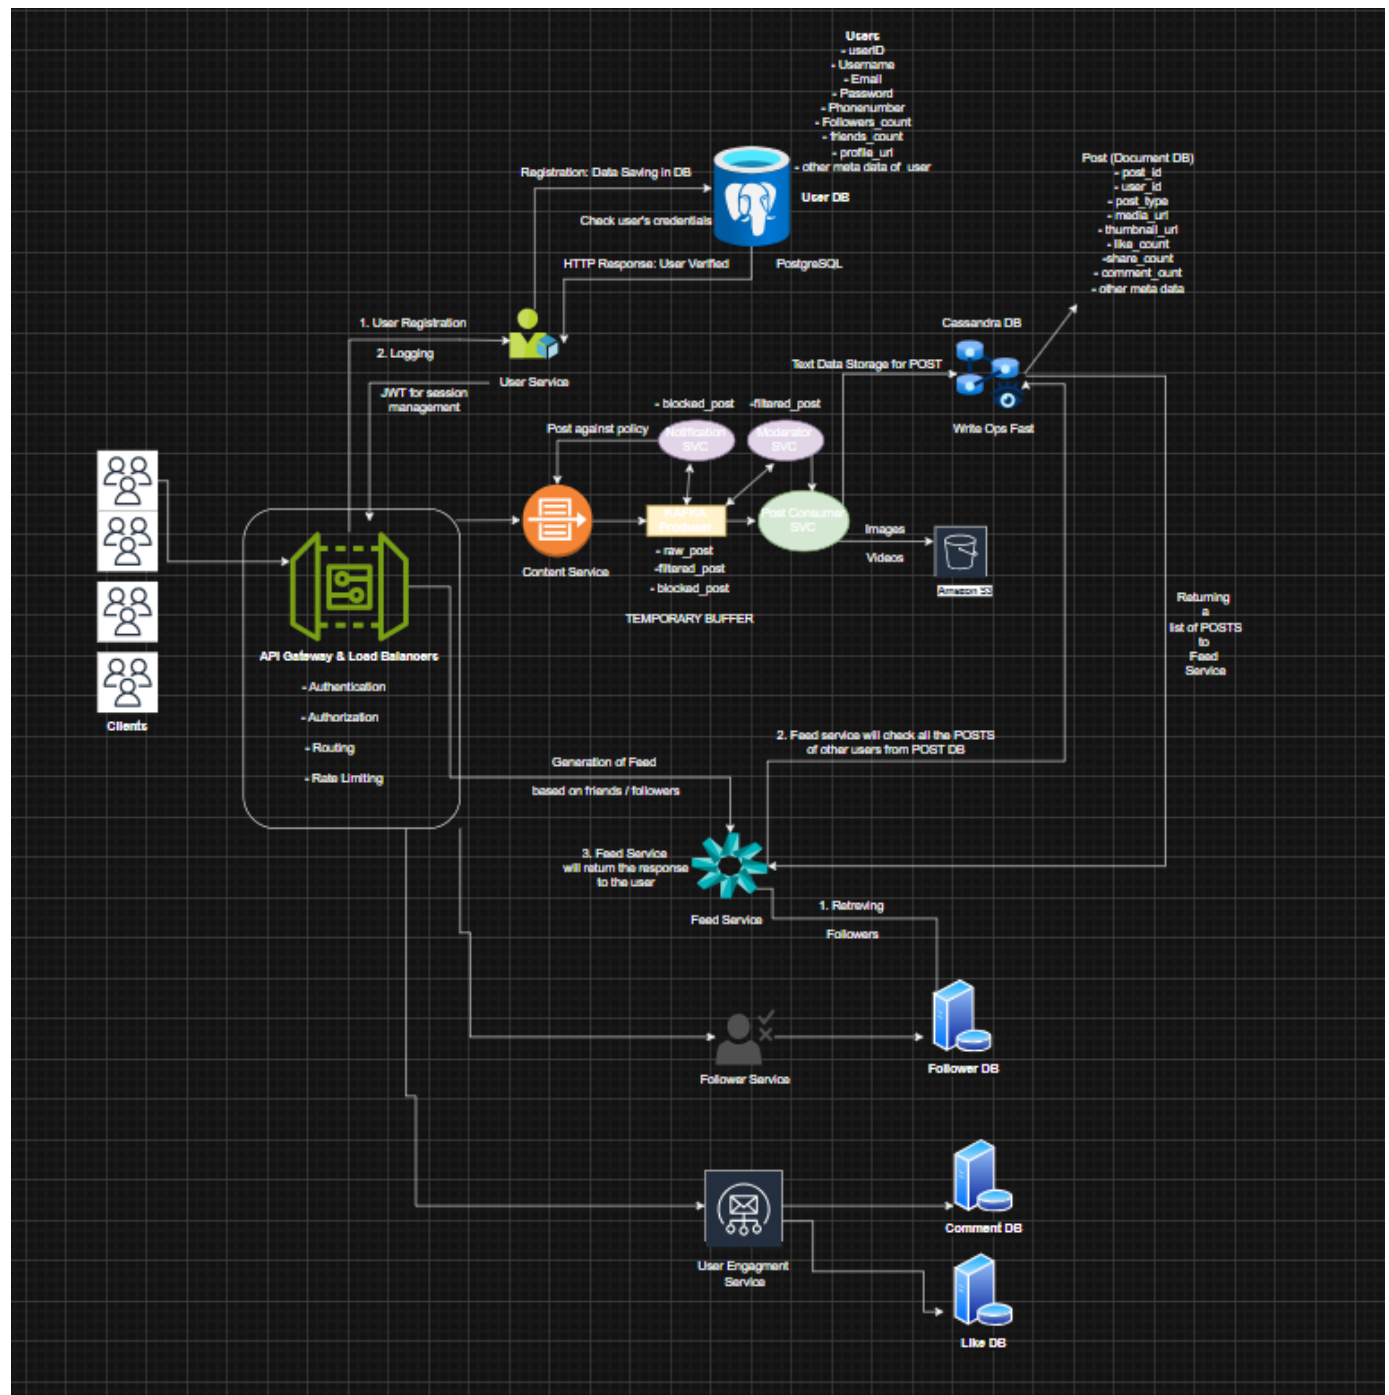 Users
- userID
- Username
- Email
- Password
- Phonenumber
- Followers_count
- friends_count
- profile_url
- other meta data of user
User DB
PostgreSQL
Registration: Data Saving in DB
Check user's credentials
HTTP Response: User Verified
Post (Document DB)
- post_id
- user_id
- post_type
- media_url
- thumbnail_url
- like_count
-share_count
- comment_ount
- other meta data
1. User Registration
2. Logging
User Service
JWT for session
management
Cassandra DB
Text Data Storage for POST
Write Ops Fast
- blocked_post
-filtered_post
Post against policy
Notification
SVC
Moderator
SVC
KAFKA
Producer
Post Consumer
SVC
Images
Videos
Amazon S3
Content Service
- raw_post
-filtered_post
- blocked_post
TEMPORARY BUFFER
Returning
a
list of POSTS
to
Feed
Service
API Gateway & Load Balancers
- Authentication
- Authorization
- Routing
- Rate Limiting
Clients
2. Feed service will check all the POSTS
of other users from POST DB
Generation of Feed
based on friends / followers
3. Feed Service
will return the response
to the user
Feed Service
1. Retreving
Followers
Follower Service
Follower DB
Comment DB
User Engagment
Service
Like DB